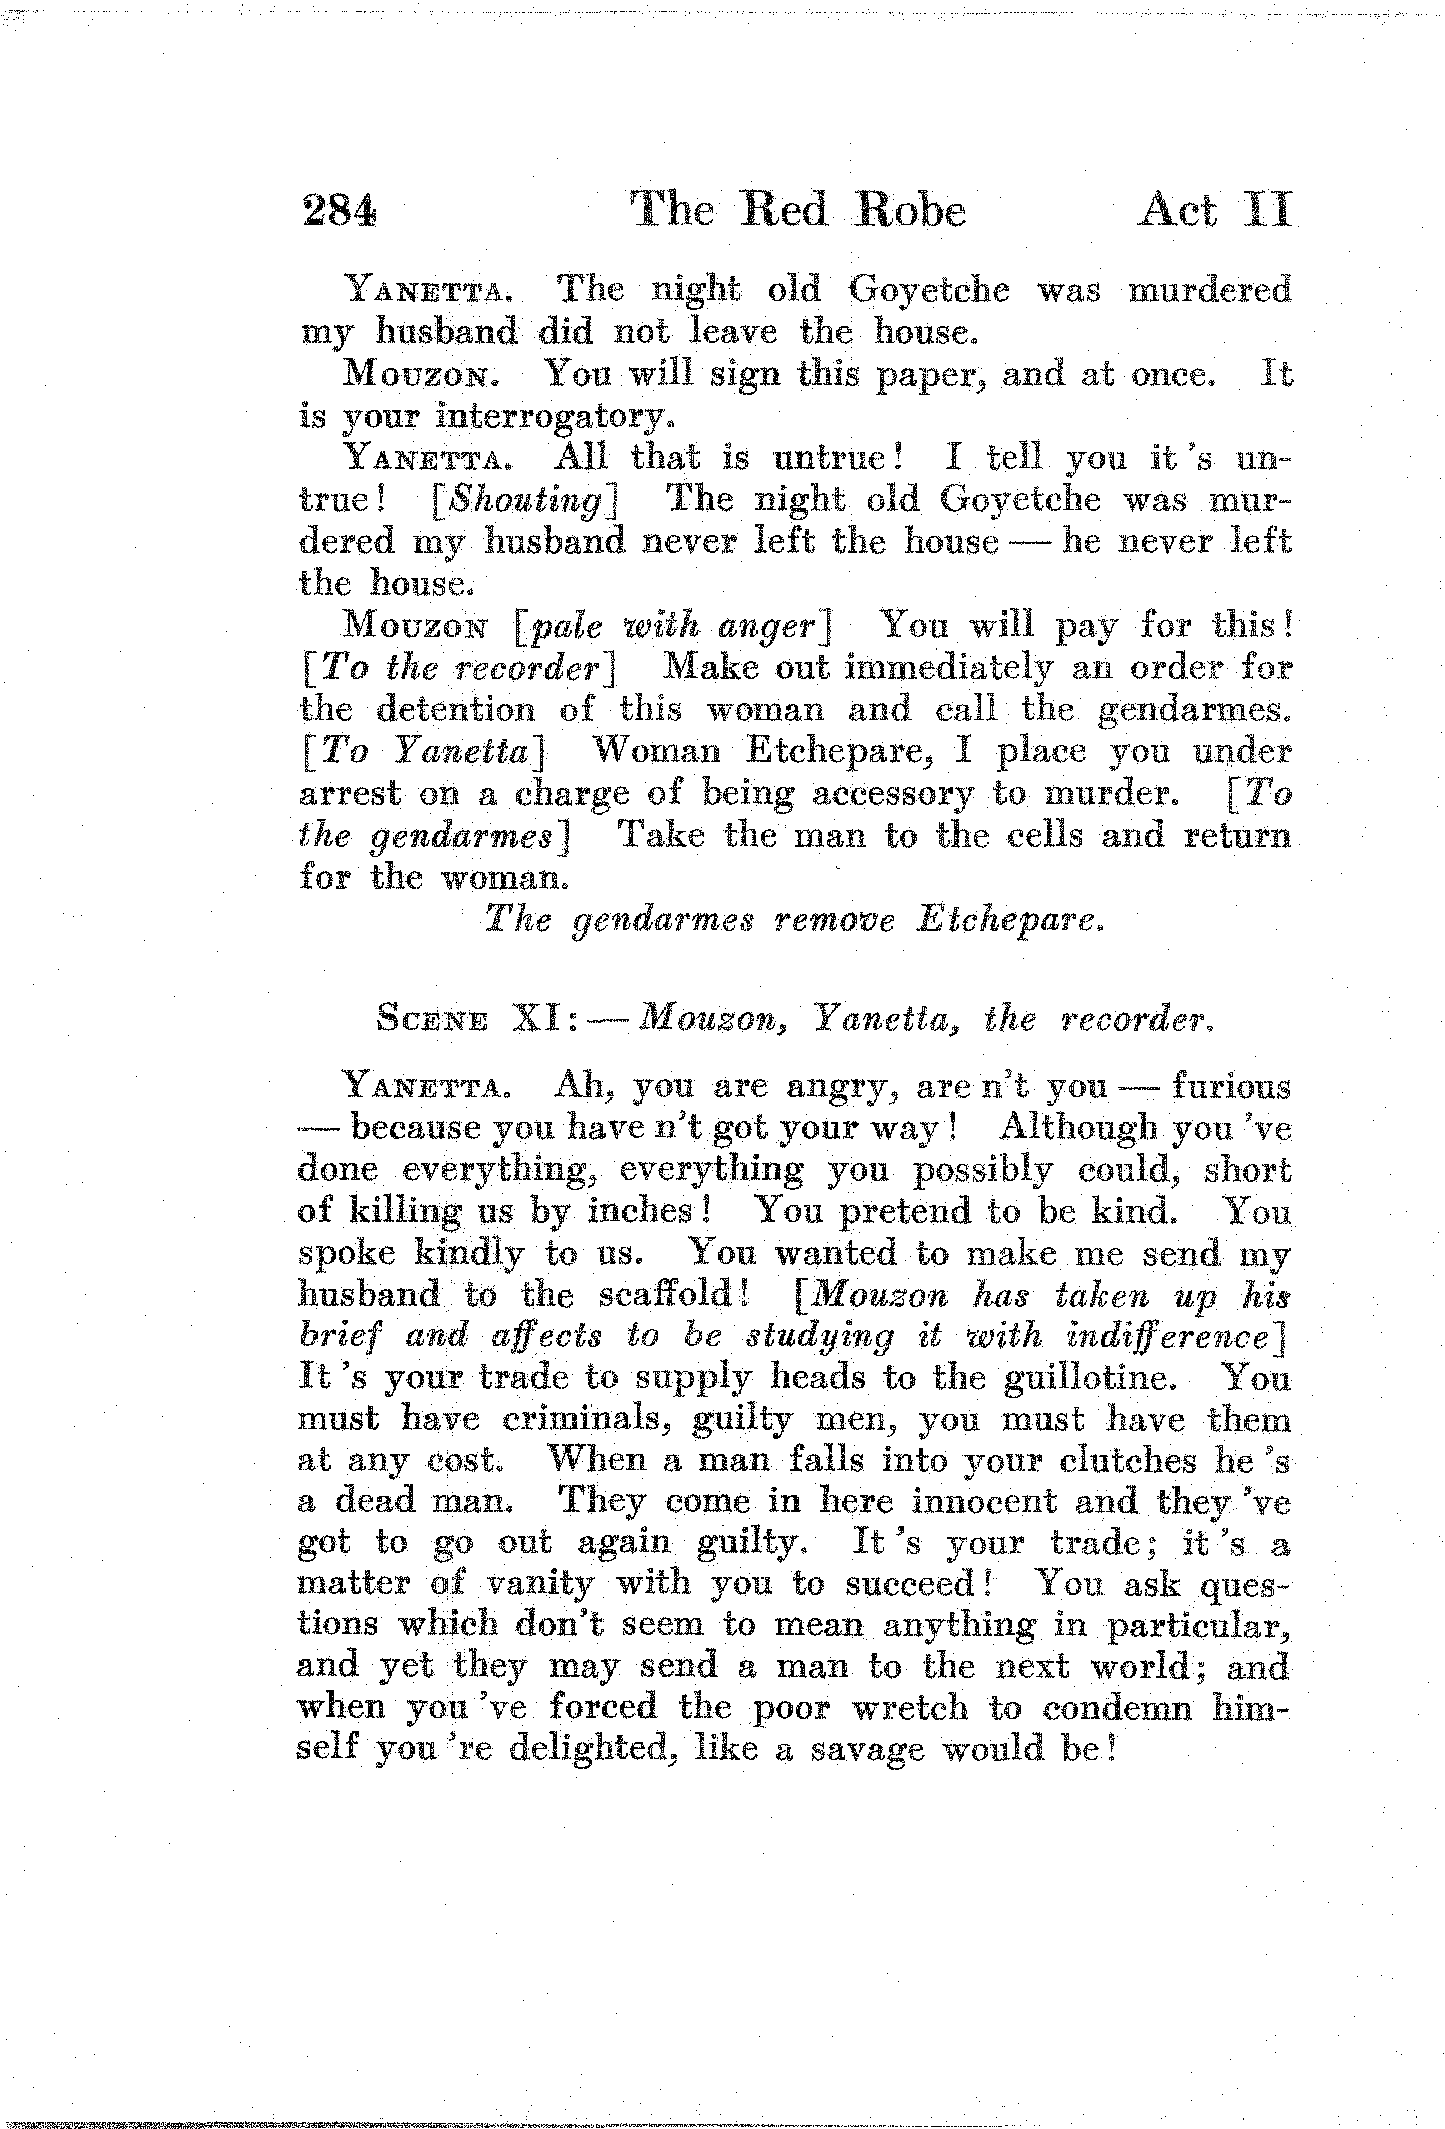 284 The Red Robe Act II
YANETTA. The night old Goyetche was murdered
my husband did not leave the house.
MOUZON. You will sign this paper, and at once. It
is your interrogatory.
YANETTA. All that is untrue! I tell you it 's un-
true! [Shouting] The night old Goyetche was mur-
dered my husband never left the house — he never left
the house.
MOUZON [pale with anger] You will pay for this!
[To the recorder] Make out immediately an order for
the detention of this woman and call the gendarmes.
[To Yanetta] Woman Etchepare, I place you under
arrest on a charge of being accessory to murder. [To
the gendarmes] Take the man to the cells and return
for the woman.
The gendarmes remove Etchepare.
SCENE XI: — Mouzon, Yanetta, the recorder.
YANETTA. Ah, you are angry, are n't you — furious
— because you have n't got your way! Although you 've
done everything, everything you possibly could, short
of killing us by inches! You pretend to be kind. You
spoke kindly to us. You wanted to make me send my
husband to the scaffold! [Mouzon has taken up his
brief and affects to be studying it with indifference]
It 's your trade to supply heads to the guillotine. You
must have criminals, guilty men, you must have them
at any cost. When a man falls into your clutches he 's
a dead man. They come in here innocent and they 've
got to go out again guilty. It 's your trade; it 's a
matter of vanity with you to succeed! You ask ques-
tions which don't seem to mean anything in particular,
and yet they may send a man to the next world; and
when you 've forced the poor wretch to condemn him-
self you 're delighted, like a savage would be!